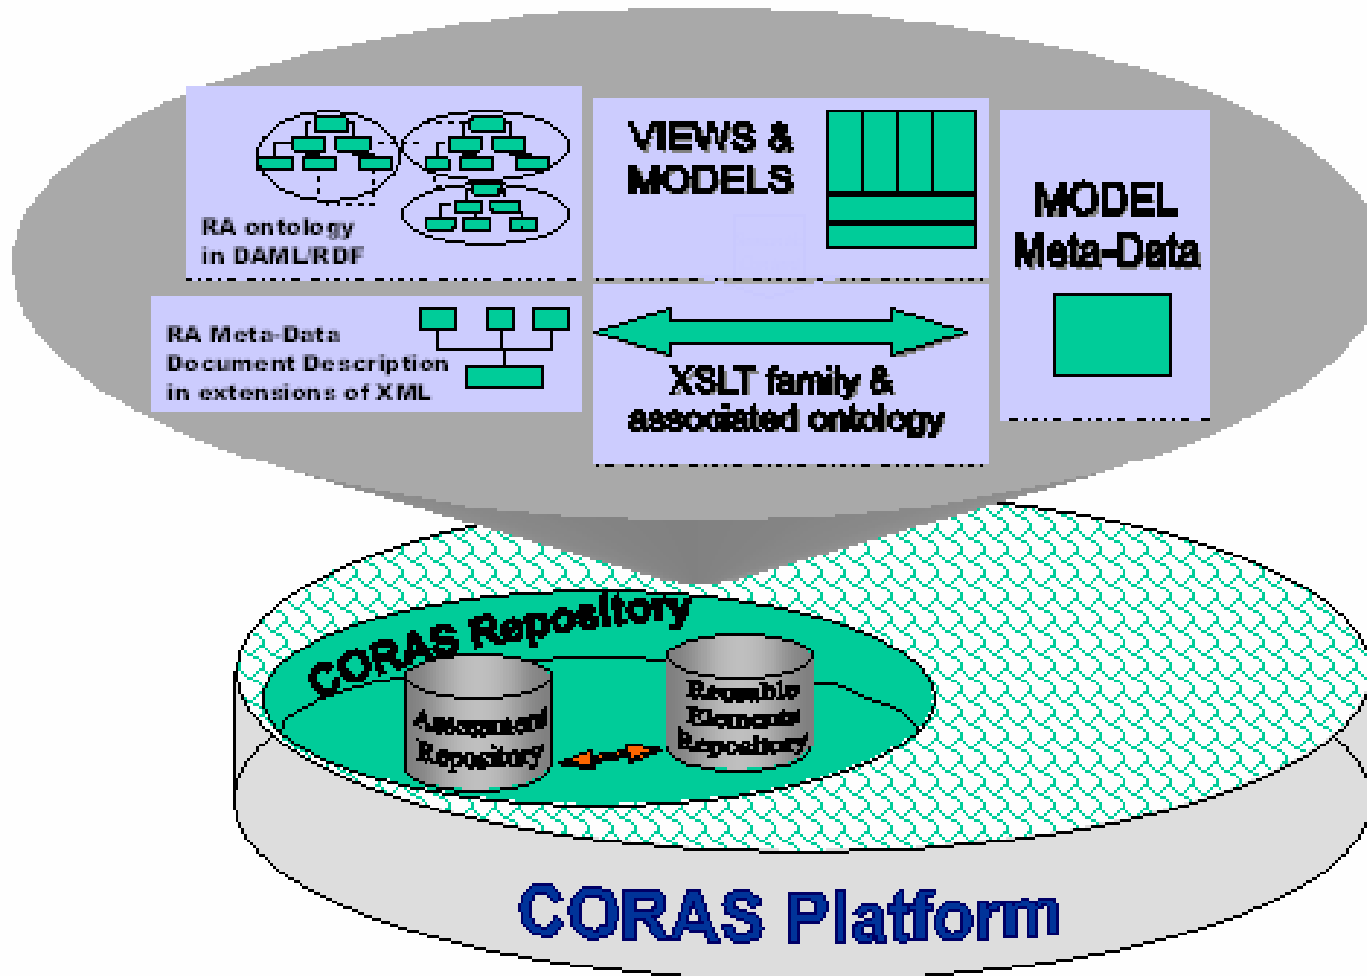 RA ontology
in DAML/RDF
VIEWS &
MODELS
MODEL
Meta-Data
RA Meta-Data
Document Description
in extensions of XML
XSLT family &
associated ontology
CORAS Repository
Assessment
Repository
Reusable
Elements
Repository
CORAS Platform